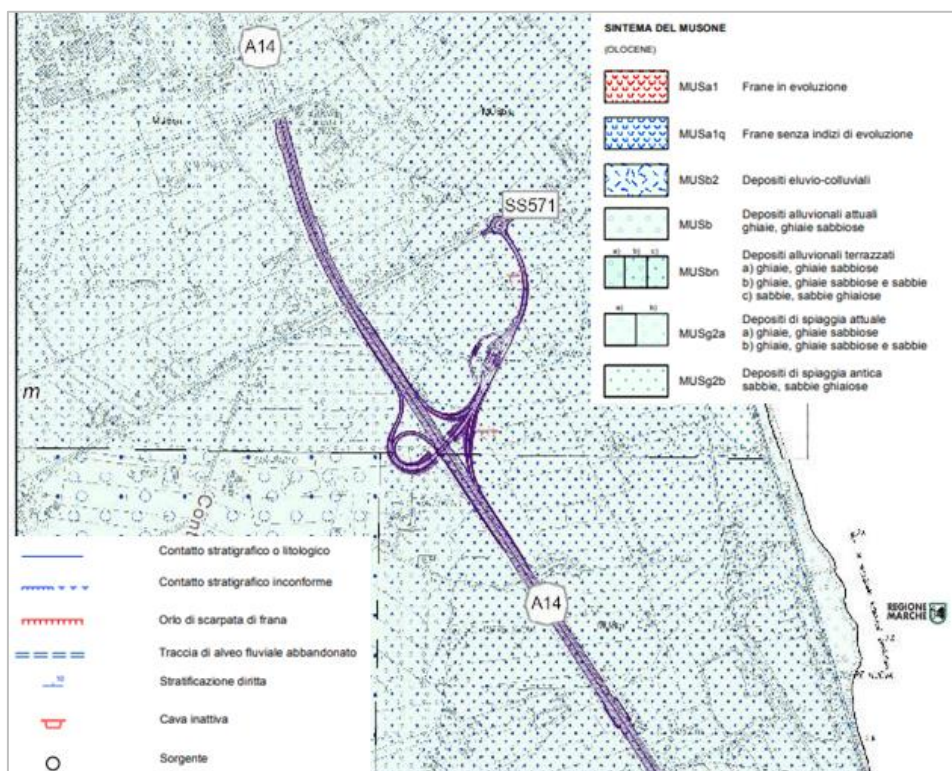 A14
SS571
m
A14
SINTEMA DEL MUSONE
(OLOCENE)
MUSa1 Frane in evoluzione
MUSa1q Frane senza indizi di evoluzione
MUSb2 Depositi eluvio-colluviali
MUSb Depositi alluvionali attuali
ghiaie, ghiaie sabbiose
a) b) c)
MUSbn Depositi alluvionali terrazzati
a) ghiaie, ghiaie sabbiose
b) ghiaie, ghiaie sabbiose e sabbie
c) sabbie, sabbie ghiaiose
a) b)
MUSg2a Depositi di spiaggia attuale
a) ghiaie, ghiaie sabbiose
b) ghiaie, ghiaie sabbiose e sabbie
MUSg2b Depositi di spiaggia antica
sabbie, sabbie ghiaiose
Cont
Contatto stratigrafico o litologico
Contatto stratigrafico inconforme
Orlo di scarpata di frana
Traccia di alveo fluviale abbandonato
10 Stratificazione diritta
Cava inattiva
Sorgente
REGIONE
MARCHE